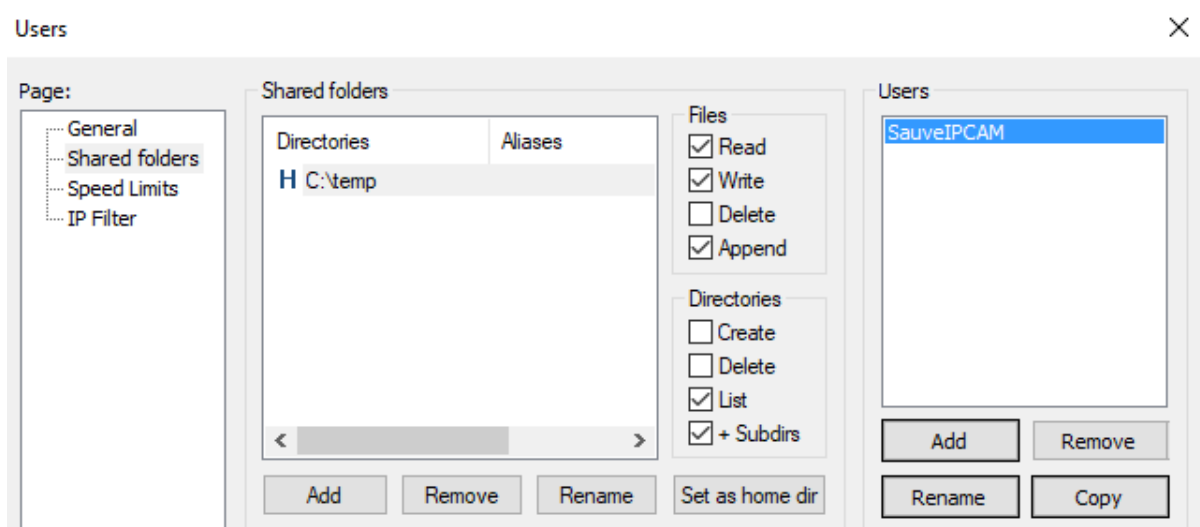 Users
Page:
General
Shared folders
Speed Limits
IP Filter
Shared folders
Directories Aliases
H C:\temp
Add Remove Rename Set as home dir
Files
Read
Write
Delete
Append
Directories
Create
Delete
List
+ Subdirs
Users
SauveIPCAM
Add Remove
Rename Copy